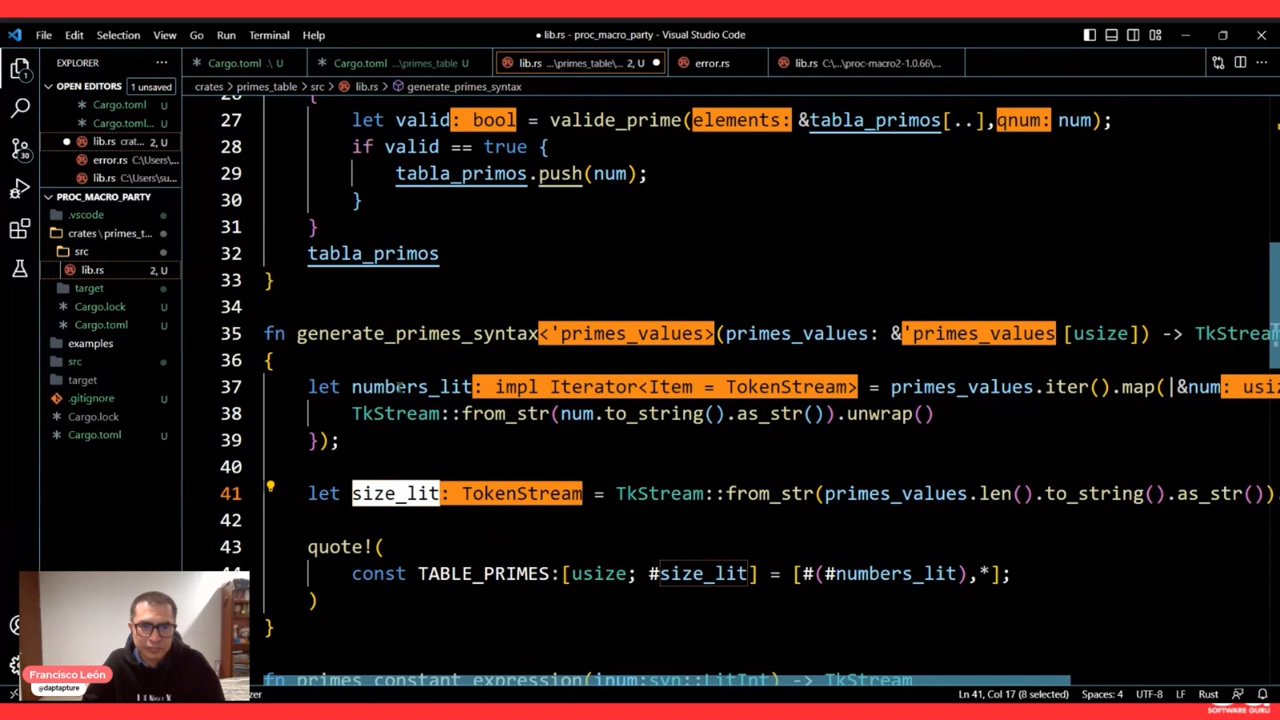 File Edit Selection View Go Run Terminal Help
● lib.rs - proc_macro_party - Visual Studio Code
EXPLORER ···
Cargo.toml .\ U
Cargo.toml ...\primes_table U
lib.rs ...\primes_table\... 2, U ●
error.rs
lib.rs ...\proc-macro2-1.0.66\...
OPEN EDITORS 1 unsaved
Cargo.toml U
Cargo.toml... U
lib.rs crat... 2, U
error.rs C:\Users\...
lib.rs C:\Users\su...
PROC_MACRO_PARTY
.vscode
crates \ primes_t...
src
lib.rs 2, U
target
Cargo.lock U
Cargo.toml U
examples
src
target
.gitignore U
Cargo.lock
Cargo.toml U
crates > primes_table > src > lib.rs > generate_primes_syntax
26 {
27 let valid: bool = valide_prime(elements: &tabla_primos[..],qnum: num);
28 if valid == true {
29 tabla_primos.push(num);
30 }
31 }
32 tabla_primos
33 }
34
35 fn generate_primes_syntax<'primes_values>(primes_values: &'primes_values [usize]) -> TkStream
36 {
37 let numbers_lit: impl Iterator<Item = TokenStream> = primes_values.iter().map(|&num: usiz
38 TkStream::from_str(num.to_string().as_str()).unwrap()
39 });
40
41 let size_lit: TokenStream = TkStream::from_str(primes_values.len().to_string().as_str()).
42
43 quote!(
const TABLE_PRIMES:[usize; #size_lit] = [#(#numbers_lit),*];
)
}
fn primes_constant_expression(inum:syn::LitInt) -> TkStream
Francisco León
@daptapture
Ln 41, Col 17 (8 selected) Spaces: 4 UTF-8 LF Rust
SOFTWARE GURU